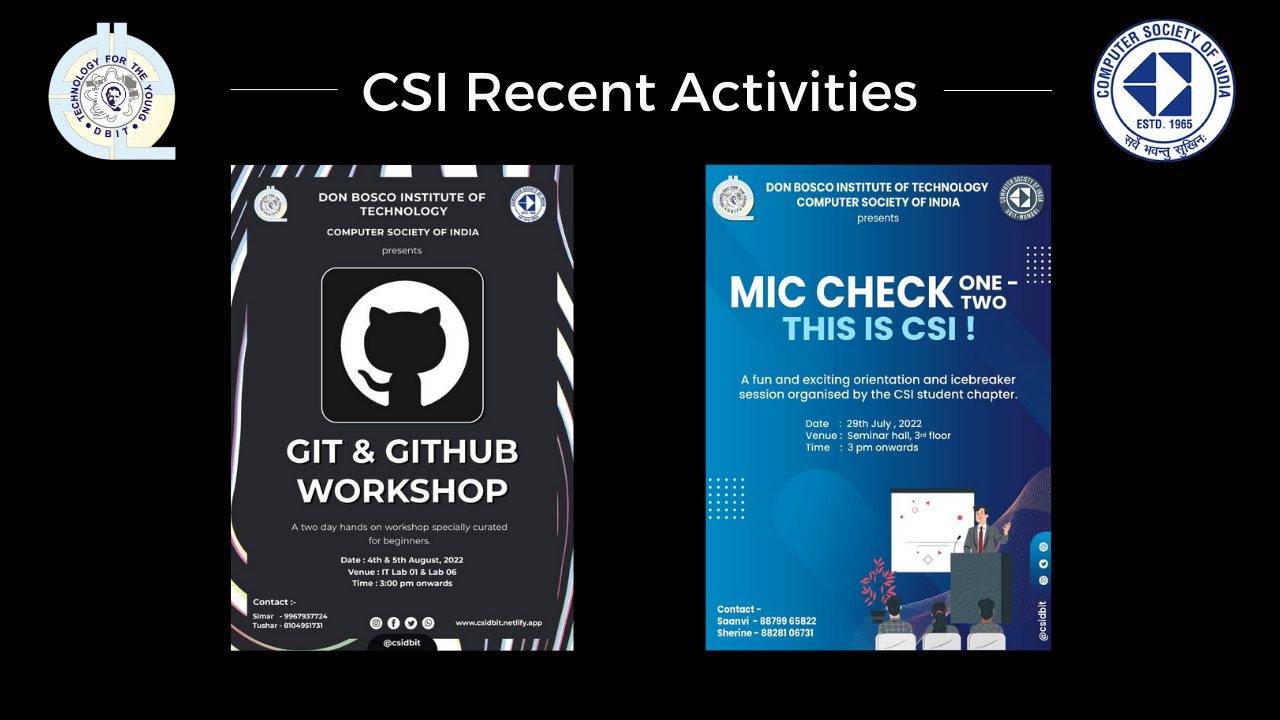 TECHNOLOGY FOR THE YOUNG
DBIT
CSI Recent Activities
COMPUTER SOCIETY OF INDIA
ESTD. 1965
सर्वे भवन्तु सुखिनः
DON BOSCO INSTITUTE OF
TECHNOLOGY
COMPUTER SOCIETY OF INDIA
presents
GIT & GITHUB
WORKSHOP
A two day hands on workshop specially curated
for beginners.
Date : 4th & 5th August, 2022
Venue : IT Lab 01 & Lab 06
Time : 3:00 pm onwards
Contact :-
Simar - 9967937724
Tushar - 8104951731
www.csidbit.netlify.app
@csidbit
DON BOSCO INSTITUTE OF TECHNOLOGY
COMPUTER SOCIETY OF INDIA
presents
MIC CHECK ONE -
TWO
THIS IS CSI !
A fun and exciting orientation and icebreaker
session organised by the CSI student chapter.
Date : 29th July , 2022
Venue : Seminar hall, 3rd floor
Time : 3 pm onwards
Contact -
Saanvi - 88799 65822
Sherine - 88281 06731
@csidbit